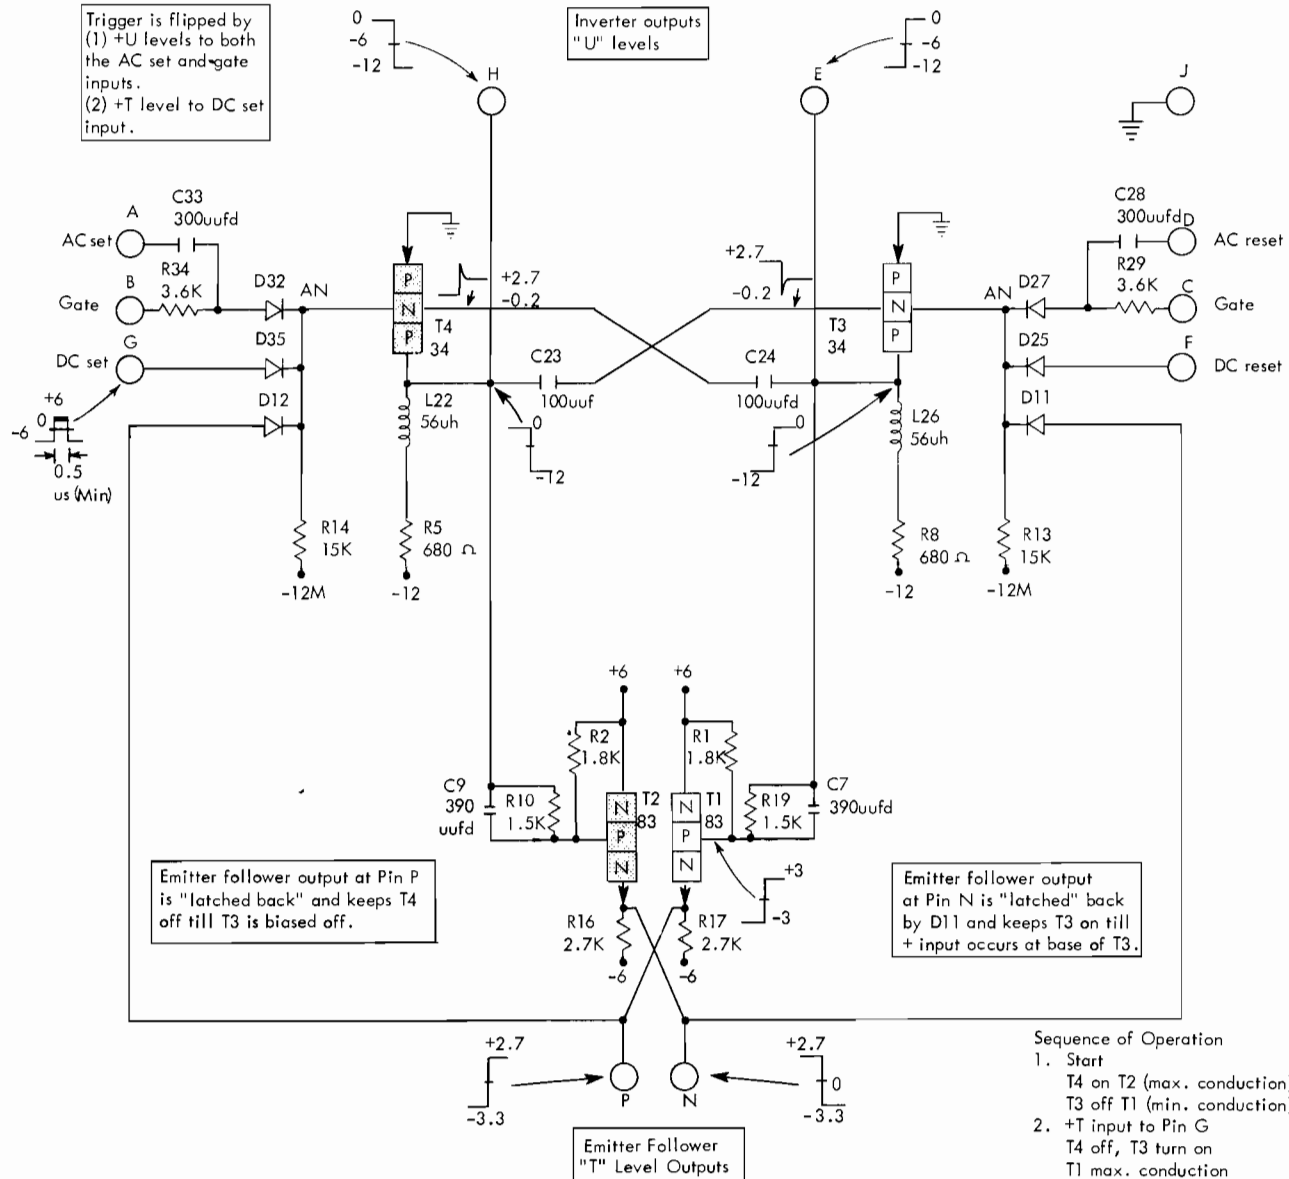 Trigger is flipped by
(1) +U levels to both
the AC set and gate
inputs.
(2) +T level to DC set
input.
0
-6
-12
H
Inverter outputs
"U" levels
0
-6
-12
E
J
C33
300uufd
A
AC set
B
R34
3.6K
Gate
D32
AN
G
DC set
D35
D12
+6
0
-6
0.5
us (Min)
P
N
P
T4
34
+2.7
-0.2
L22
56uh
C23
100uuf
0
-12
R14
15K
-12M
R5
680 Ω
-12
+2.7
-0.2
T3
34
P
N
P
C24
100uufd
0
-12
L26
56uh
R8
680 Ω
-12
C28
300uufd
D
AC reset
R29
3.6K
C
Gate
AN
D27
D25
F
DC reset
D11
R13
15K
-12M
+6
+6
R2
1.8K
R1
1.8K
C9
390
uufd
R10
1.5K
N
P
N
T2
83
N
P
N
T1
83
R19
1.5K
C7
390uufd
+3
-3
R16
2.7K
-6
R17
2.7K
-6
Emitter follower output at Pin P
is "latched back" and keeps T4
off till T3 is biased off.
Emitter follower output
at Pin N is "latched" back
by D11 and keeps T3 on till
+ input occurs at base of T3.
+2.7
-3.3
P
N
+2.7
0
-3.3
Emitter Follower
"T" Level Outputs
Sequence of Operation
1. Start
T4 on T2 (max. conduction)
T3 off T1 (min. conduction)
2. +T input to Pin G
T4 off, T3 turn on
T1 max. conduction